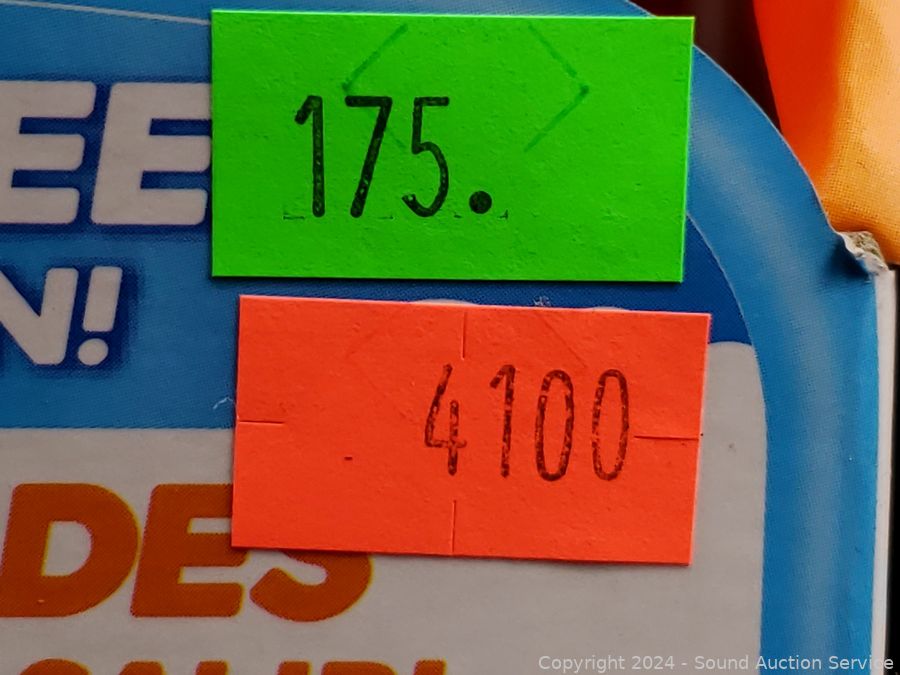 EE
175.
N!
4100
DES
Copyright 2024 - Sound Auction Service